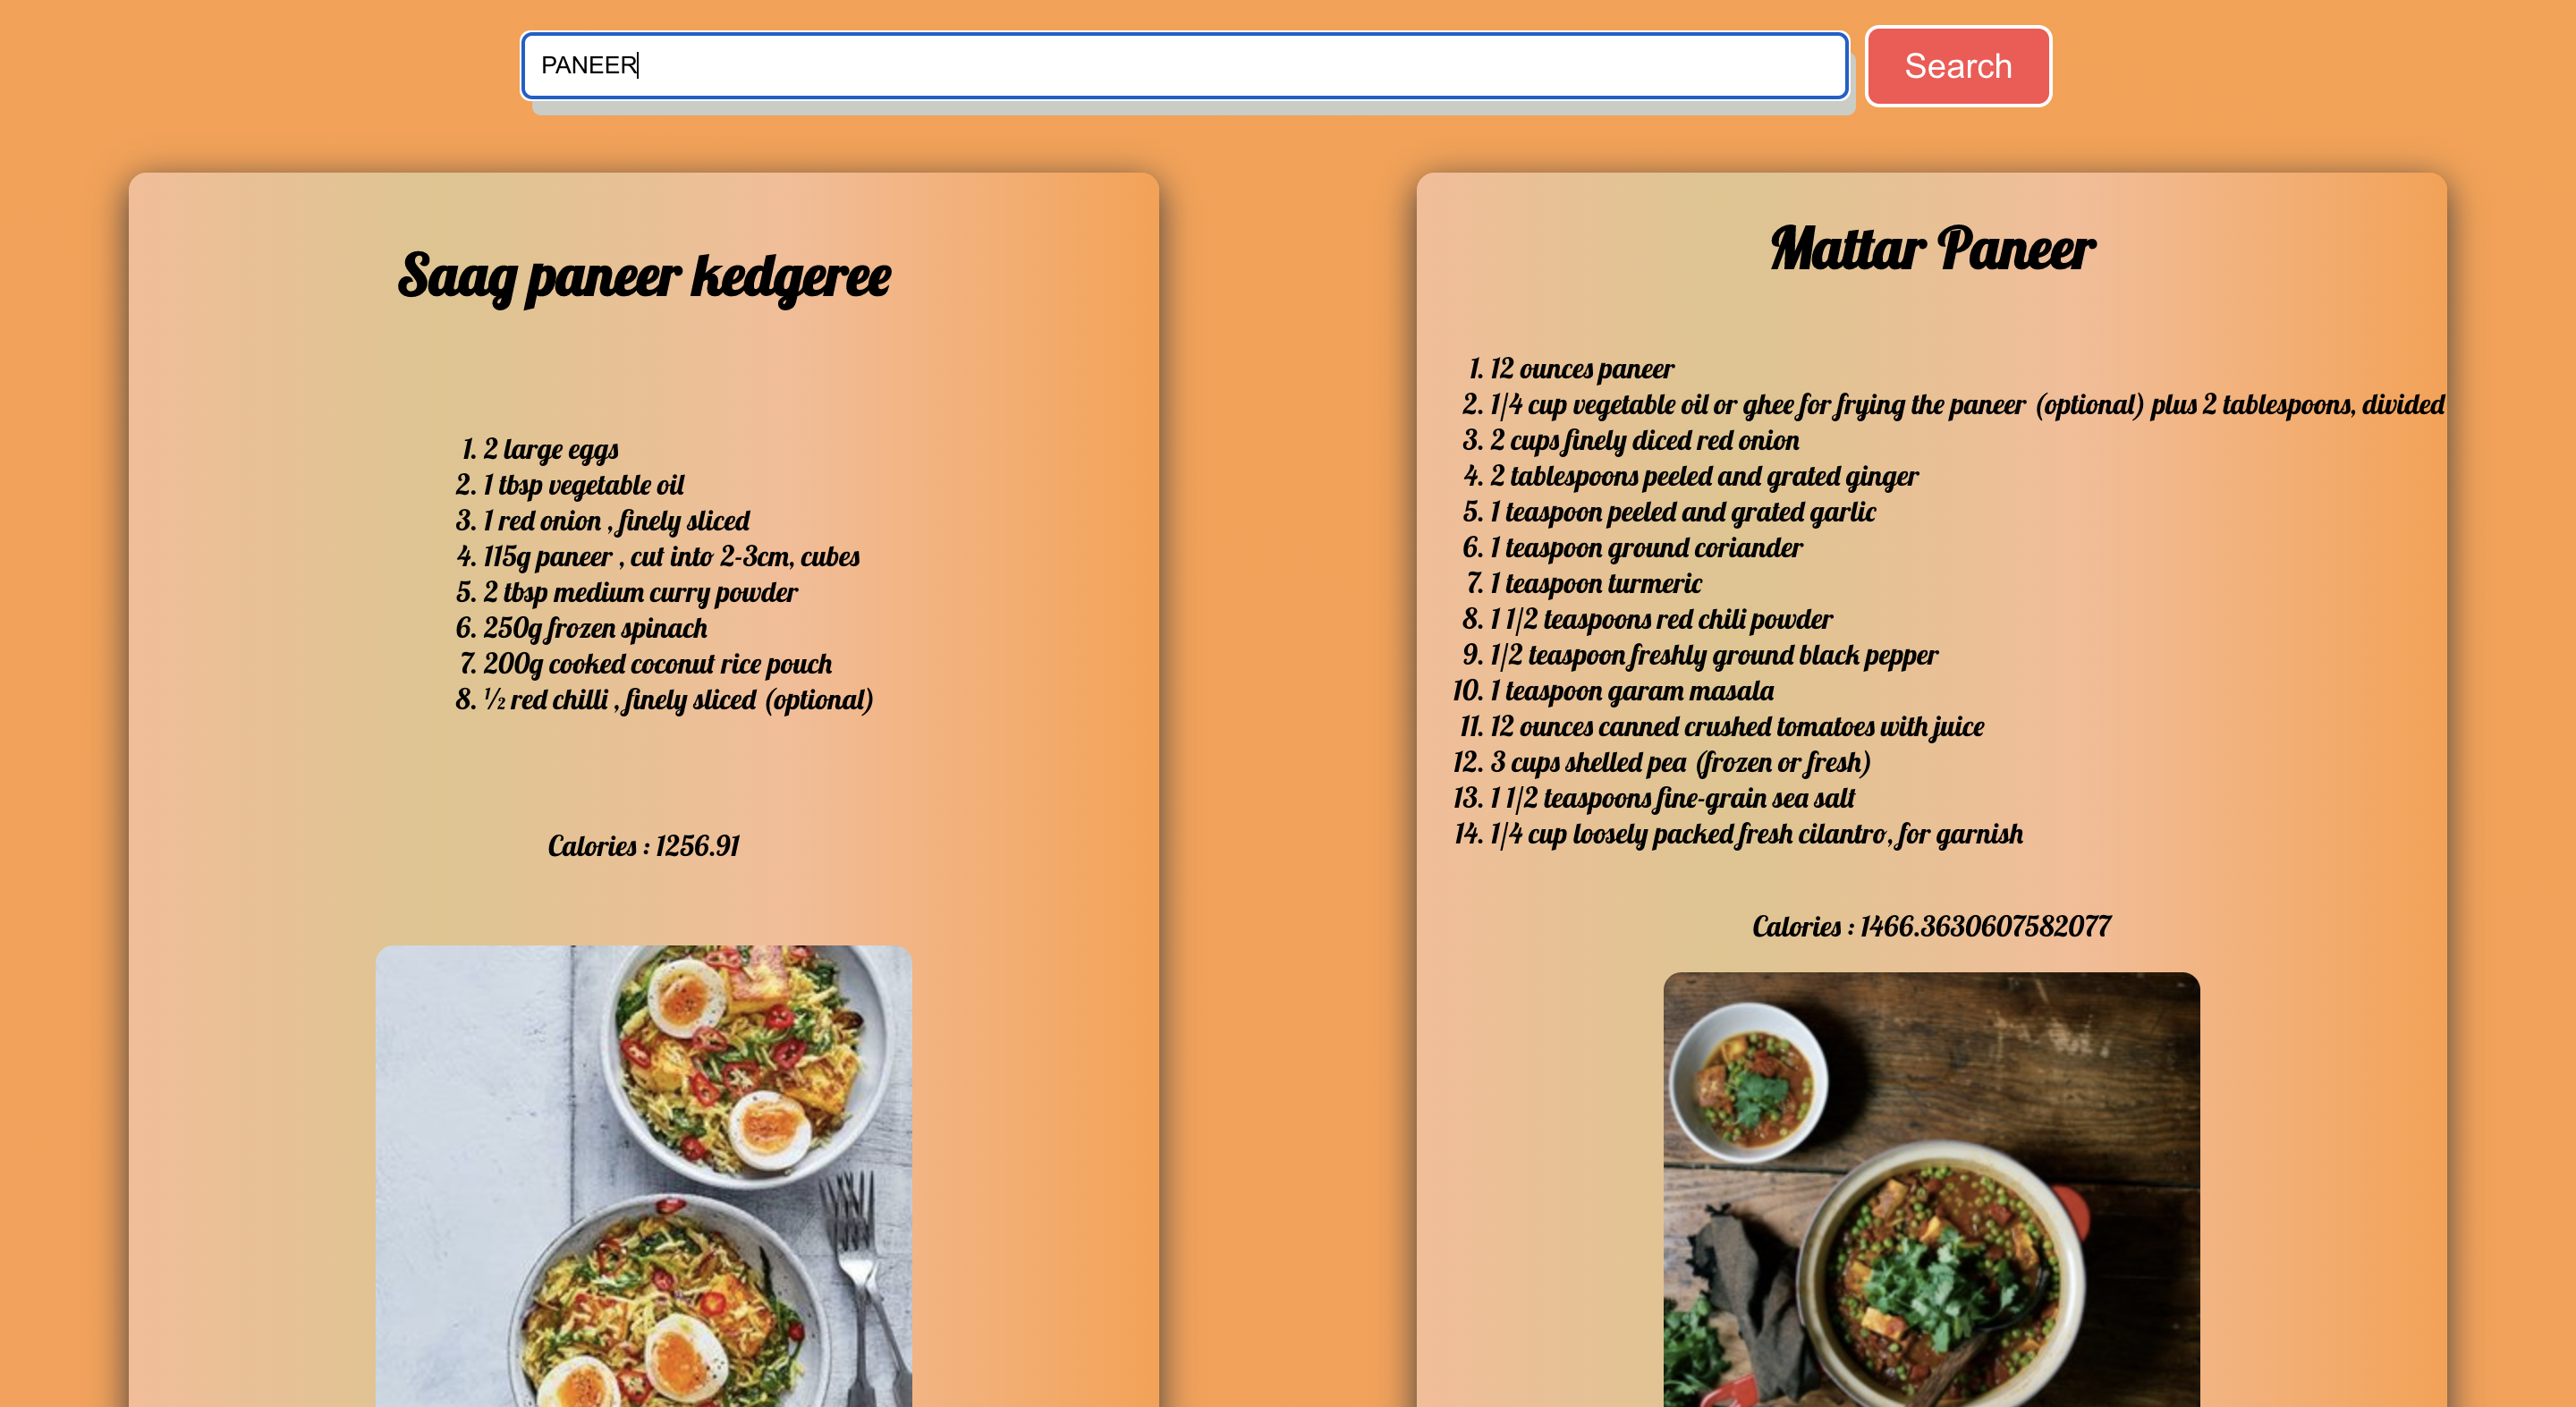 PANEER
Search
Saag paneer kedgeree
1. 2 large eggs
2. 1 tbsp vegetable oil
3. 1 red onion , finely sliced
4. 115g paneer , cut into 2-3cm, cubes
5. 2 tbsp medium curry powder
6. 250g frozen spinach
7. 200g cooked coconut rice pouch
8. ½ red chilli , finely sliced (optional)
Calories : 1256.91
Mattar Paneer
1. 12 ounces paneer
2. 1/4 cup vegetable oil or ghee for frying the paneer (optional) plus 2 tablespoons, divided
3. 2 cups finely diced red onion
4. 2 tablespoons peeled and grated ginger
5. 1 teaspoon peeled and grated garlic
6. 1 teaspoon ground coriander
7. 1 teaspoon turmeric
8. 1 1/2 teaspoons red chili powder
9. 1/2 teaspoon freshly ground black pepper
10. 1 teaspoon garam masala
11. 12 ounces canned crushed tomatoes with juice
12. 3 cups shelled pea (frozen or fresh)
13. 1 1/2 teaspoons fine-grain sea salt
14. 1/4 cup loosely packed fresh cilantro, for garnish
Calories : 1466.3630607582077